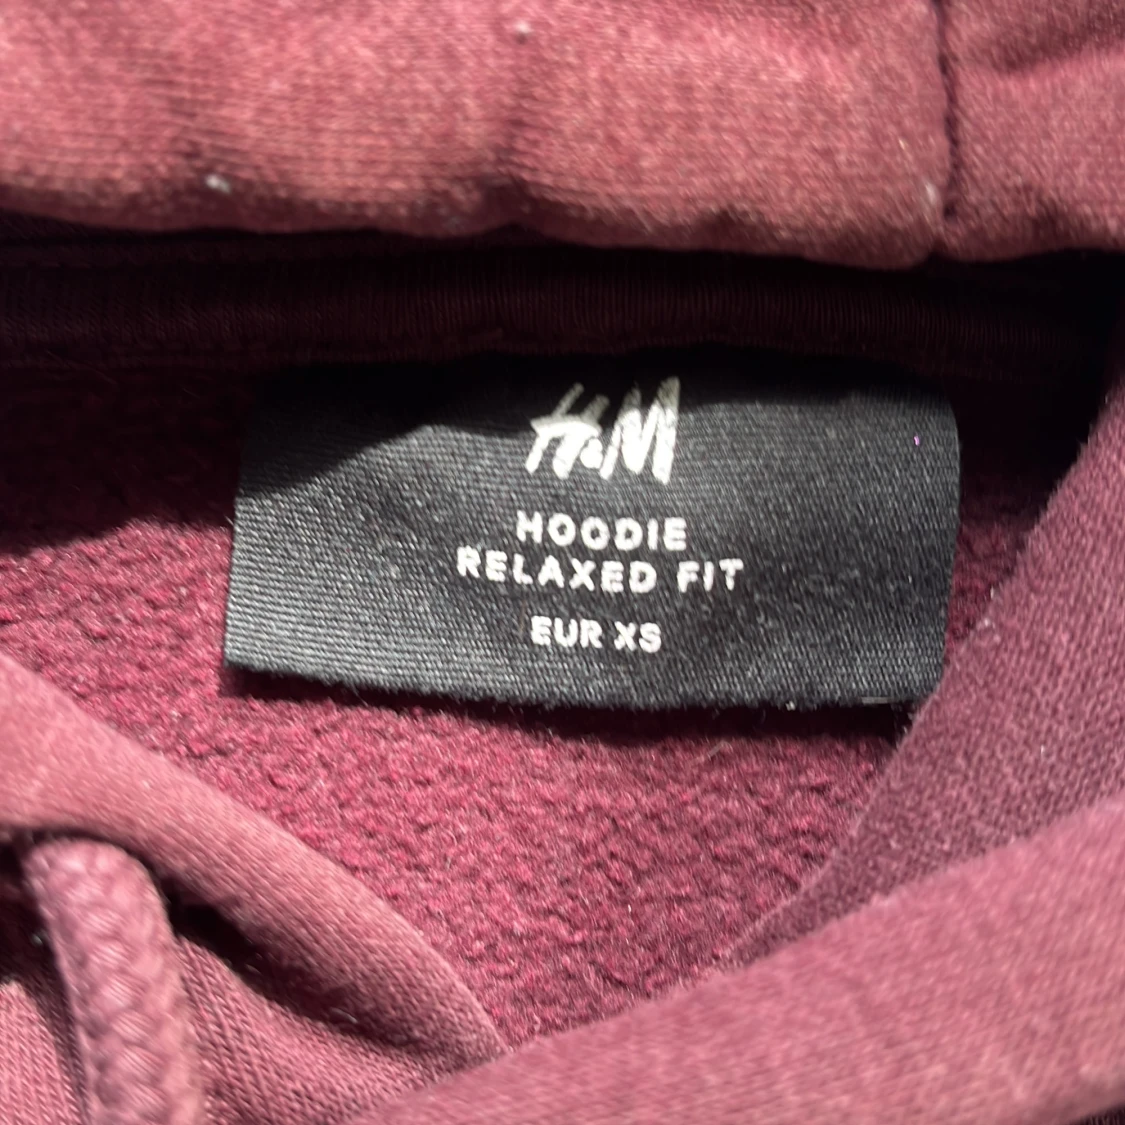 H&M
HOODIE
RELAXED FIT
EUR XS